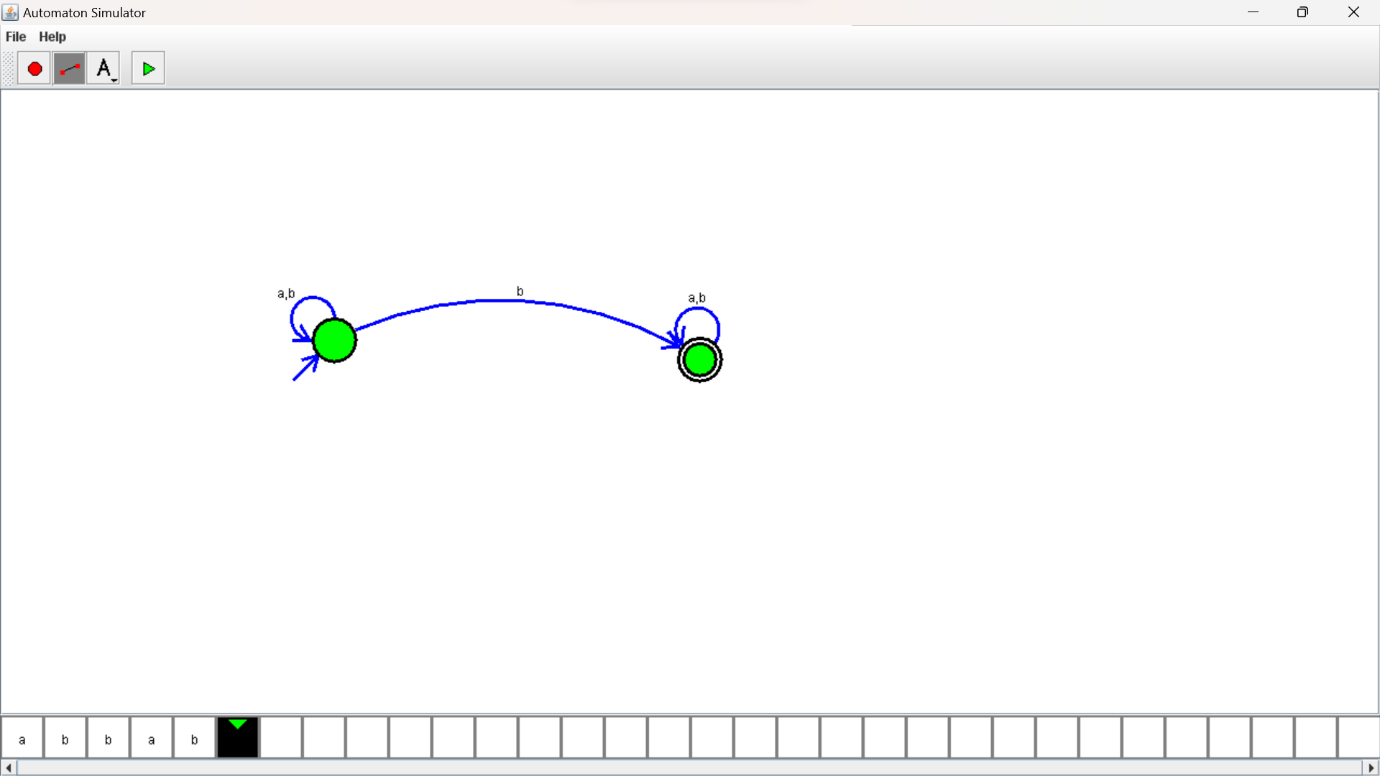 Automaton Simulator
File Help
A
a,b
b
a,b
a b b a b